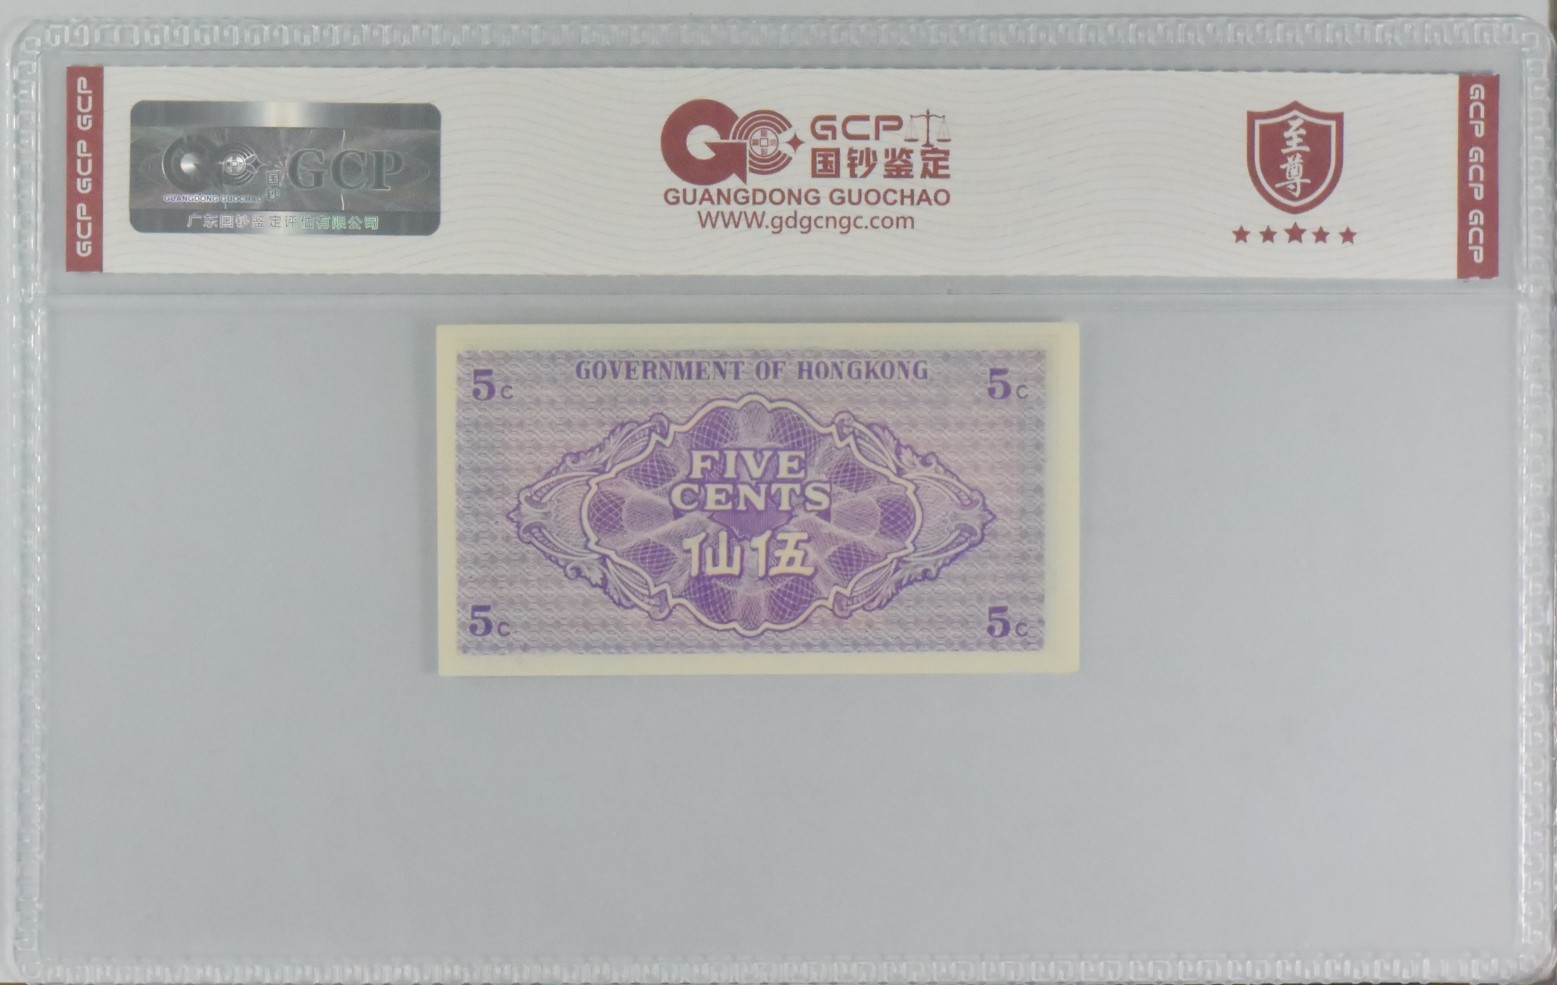 GCP GCP GCP
GCP
国钞
GUANGDONG GUOCHAO
广东国钞鉴定评估有限公司
GCP
国钞鉴定
GUANGDONG GUOCHAO
WWW.gdgcngc.com
至尊
GCP GCP GCP
GOVERNMENT OF HONGKONG
5c
5c
FIVE
CENTS
仙伍
5c
5c